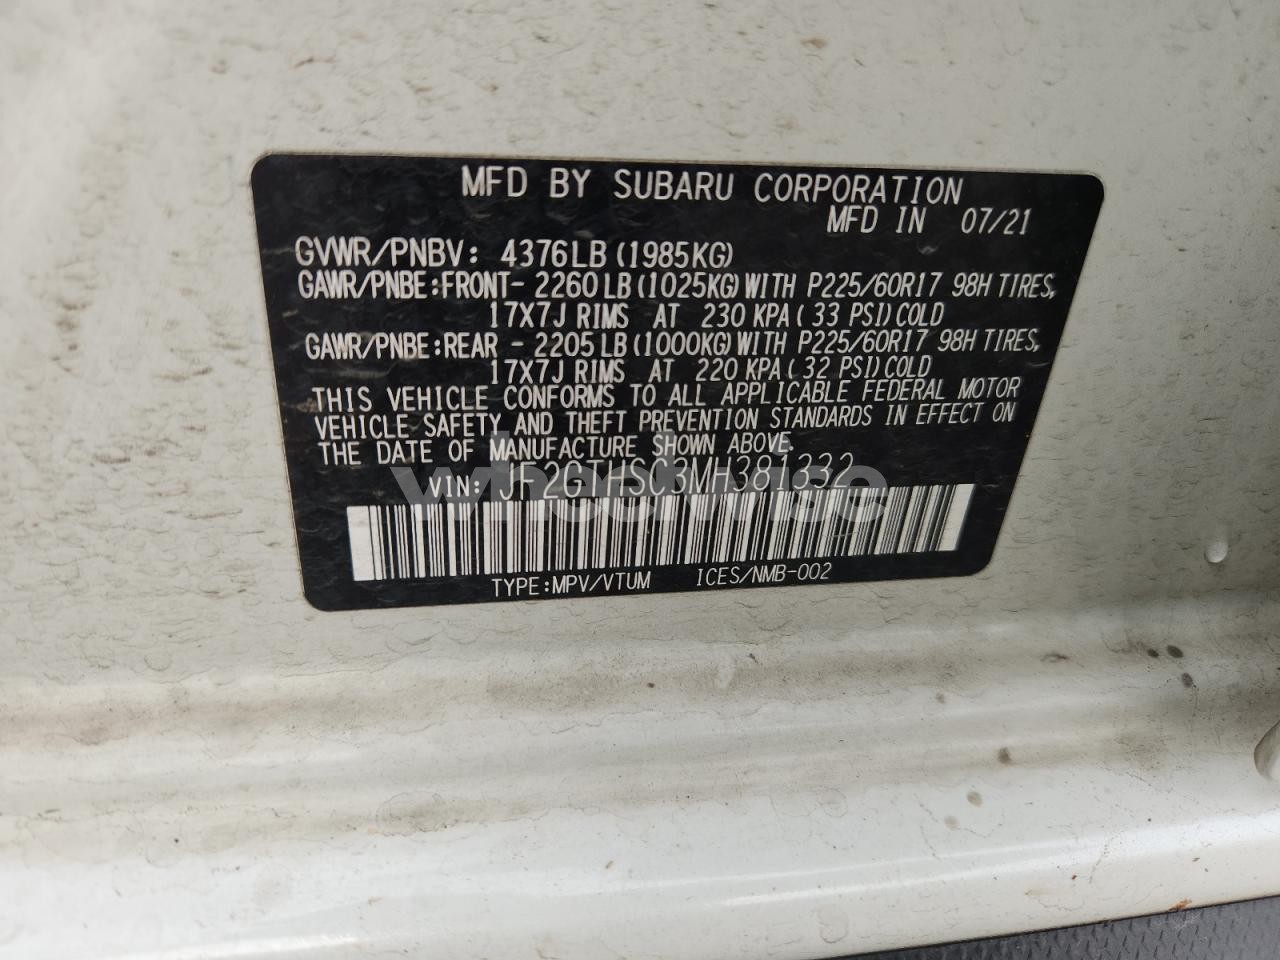 MFD BY SUBARU CORPORATION
MFD IN 07/21
GVWR/PNBV: 4376LB (1985KG)
GAWR/PNBE:FRONT- 2260 LB (1025KG) WITH P225/60R17 98H TIRES,
17X7J RIMS AT 230 KPA ( 33 PSI) COLD
GAWR/PNBE:REAR - 2205 LB (1000KG) WITH P225/60R17 98H TIRES,
17X7J RIMS AT 220 KPA ( 32 PSI) COLD
THIS VEHICLE CONFORMS TO ALL APPLICABLE FEDERAL MOTOR
VEHICLE SAFETY AND THEFT PREVENTION STANDARDS IN EFFECT ON
THE DATE OF MANUFACTURE SHOWN ABOVE.
VIN: JF2GTHSC3MH381332
wheelwise
TYPE:MPV/VTUM ICES/NMB-002